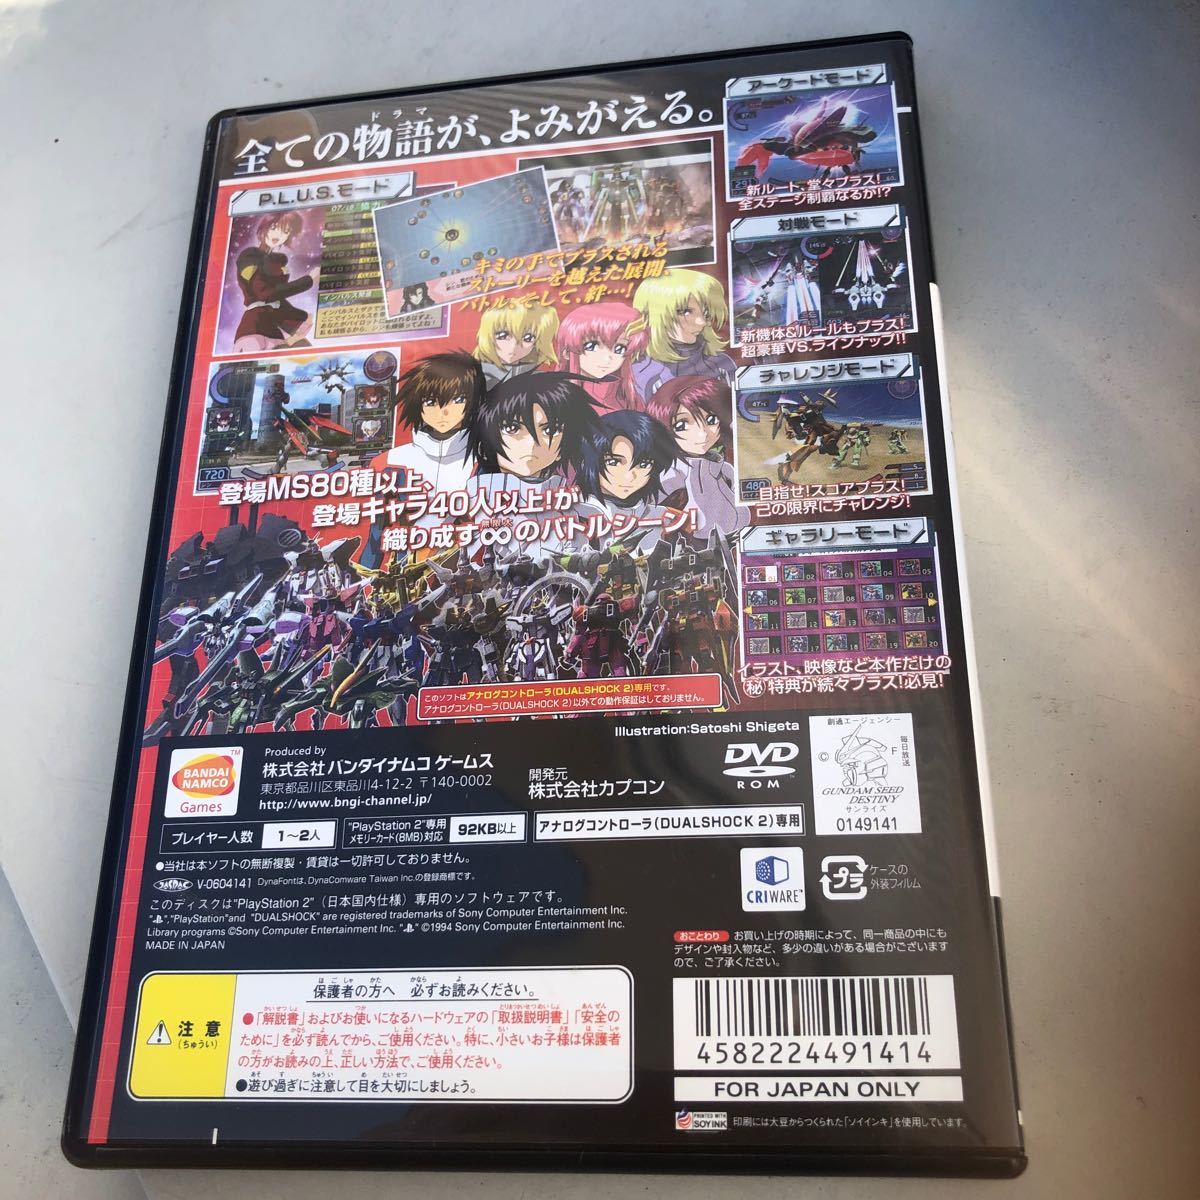 ドラマ
全ての物語が、よみがえる。
P.L.U.S.モード
キミの手でプラスされる
ストーリーを越えた展開、
バトル、そして、絆…!
登場MS80種以上、
登場キャラ40人以上!が
無限大
織り成す∞のバトルシーン!
アーケードモード
新ルート、堂々プラス!
全ステージ制覇なるか!?
対戦モード
新機体&ルールもプラス!
超豪華VS.ラインナップ!!
チャレンジモード
目指せ!スコアプラス!
己の限界にチャレンジ!
ギャラリーモード
イラスト、映像など本作だけの
㊙特典が続々プラス!必見!
このソフトはアナログコントローラ(DUALSHOCK 2)専用です。
アナログコントローラ(DUALSHOCK 2)以外での動作保証はしておりません。
Illustration:Satoshi Shigeta
BANDAI NAMCO Games
Produced by
株式会社 バンダイナムコ ゲームス
東京都品川区東品川4-12-2 〒140-0002
http://www.bngi-channel.jp/
開発元
株式会社カプコン
DVD
ROM
創通エージェンシー
毎日放送
© F
GUNDAM SEED
DESTINY
サンライズ
0149141
プレイヤー人数 1〜2人
"PlayStation 2"専用
メモリーカード(8MB)対応 92KB以上
アナログコントローラ(DUALSHOCK 2)専用
●当社は本ソフトの無断複製・賃貸は一切許可しておりません。
V-0604141 DynaFontは、DynaComware Taiwan Inc.の登録商標です。
このディスクは"PlayStation 2"(日本国内仕様)専用のソフトウェアです。
","PlayStation"and "DUALSHOCK" are registered trademarks of Sony Computer Entertainment Inc.
Library programs ©Sony Computer Entertainment Inc. " " ©1994 Sony Computer Entertainment Inc.
MADE IN JAPAN
CRIWARE
プラ
ケースの
外装フィルム
おことわり お買い上げの時期によって、同一商品の中にも
デザインや封入物など、多少の違いがある場合がございます
ので、ご了承ください。
注意
(ちゅうい)
保護者の方へ 必ずお読みください。
●「解説書」およびお使いになるハードウェアの「取扱説明書」「安全の
ために」を必ず読んでから、ご使用ください。特に、小さいお子様は保護者
の方がお読みの上、正しい方法で、ご使用ください。
●遊び過ぎに注意して目を大切にしましょう。
4582224491414
FOR JAPAN ONLY
PRINTED WITH
SOY INK
印刷には大豆からつくられた「ソイインキ」を使用しています。